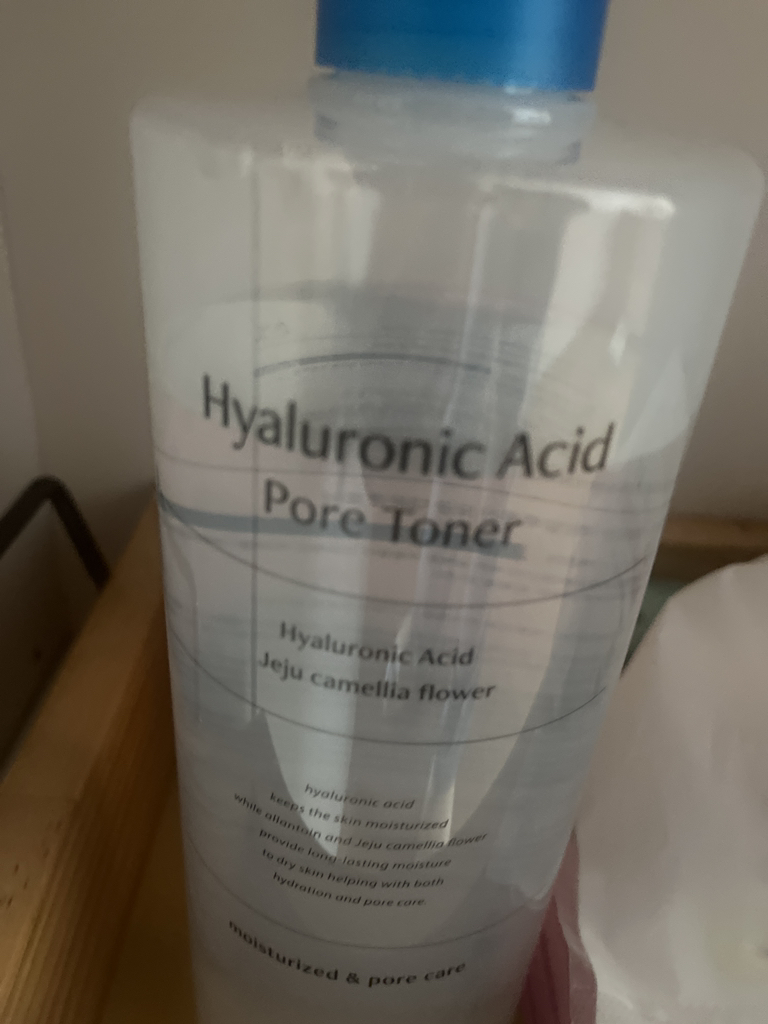 Hyaluronic Acid
Pore Toner
Hyaluronic Acid
Jeju camellia flower
hyaluronic acid
keeps the skin moisturized
while allantoin and Jeju camellia flower
provide long-lasting moisture
to dry skin helping with both
hydration and pore care.
moisturized & pore care